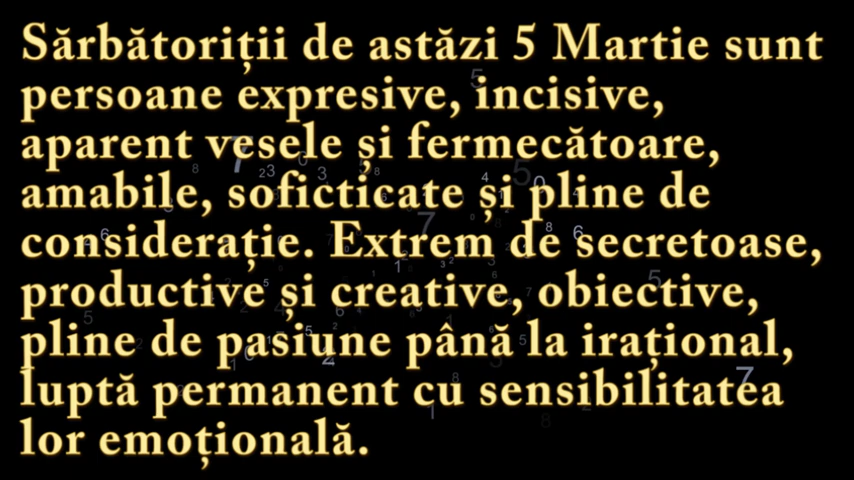 Sărbătoriții de astăzi 5 Martie sunt
persoane expresive, incisive,
aparent vesele și fermecătoare,
amabile, soficticate și pline de
considerație. Extrem de secretoase,
productive și creative, obiective,
pline de pasiune până la irațional,
luptă permanent cu sensibilitatea
lor emoțională.